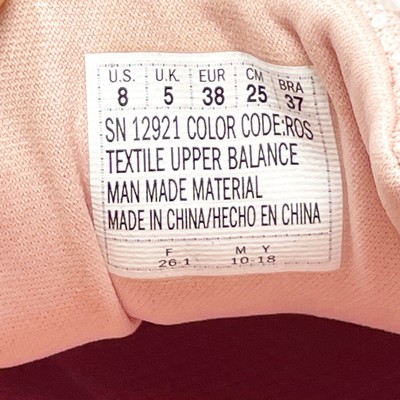 U.S. U.K. EUR CM BRA
8 5 38 25 37
SN 12921 COLOR CODE:ROS
TEXTILE UPPER BALANCE
MAN MADE MATERIAL
MADE IN CHINA/HECHO EN CHINA
F M Y
26-1 10-18